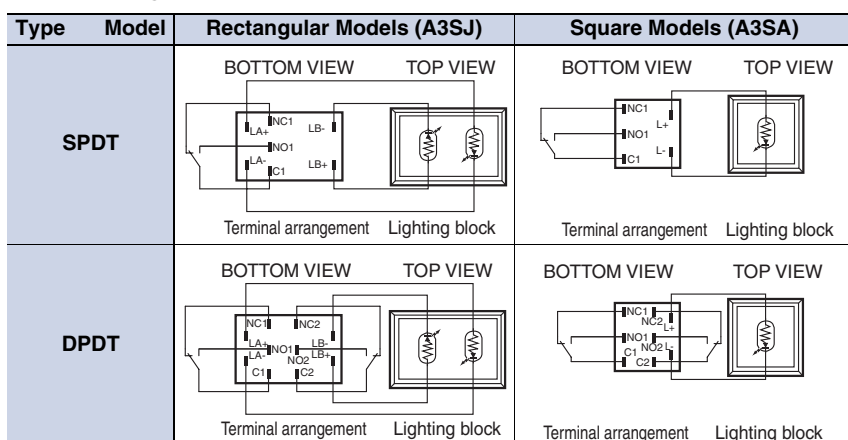 Type Model Rectangular Models (A3SJ) Square Models (A3SA)
SPDT
BOTTOM VIEW TOP VIEW
NC1
LA+ LB-
NO1
LA- LB+
C1
Terminal arrangement Lighting block
BOTTOM VIEW TOP VIEW
NC1
L+
NO1
L-
C1
Terminal arrangement Lighting block
DPDT
BOTTOM VIEW TOP VIEW
NC1 NC2
LA+ LB-
NO1
LA- NO2 LB+
C1 C2
Terminal arrangement Lighting block
BOTTOM VIEW TOP VIEW
NC1
NC2 L+
NO1
C1 NO2 L-
C2
Terminal arrangement Lighting block